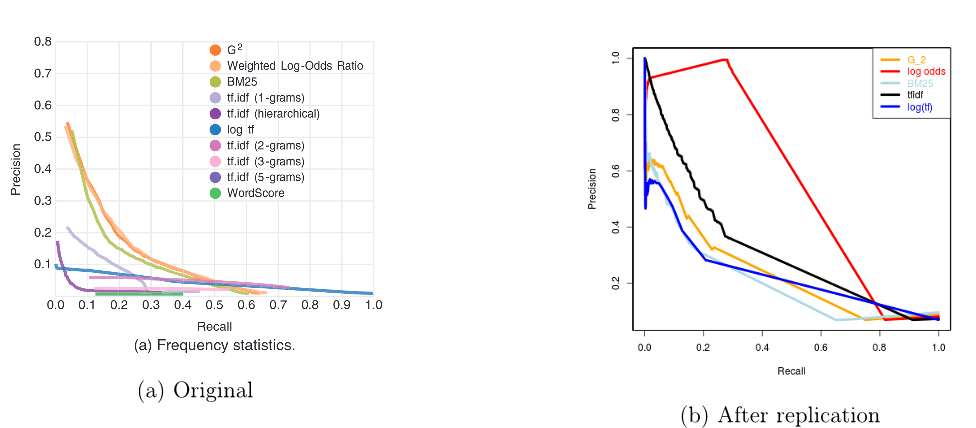 0.8
0.7
0.6
0.5
0.4
0.3
0.2
0.1
Precision
G²
Weighted Log-Odds Ratio
BM25
tf.idf (1-grams)
tf.idf (hierarchical)
log tf
tf.idf (2-grams)
tf.idf (3-grams)
tf.idf (5-grams)
WordScore
0.0 0.1 0.2 0.3 0.4 0.5 0.6 0.7 0.8 0.9 1.0
Recall
(a) Frequency statistics.
(a) Original
1.0
0.8
0.6
0.4
0.2
Precision
G_2
log odds
BM25
tfidf
log(tf)
0.0 0.2 0.4 0.6 0.8 1.0
Recall
(b) After replication